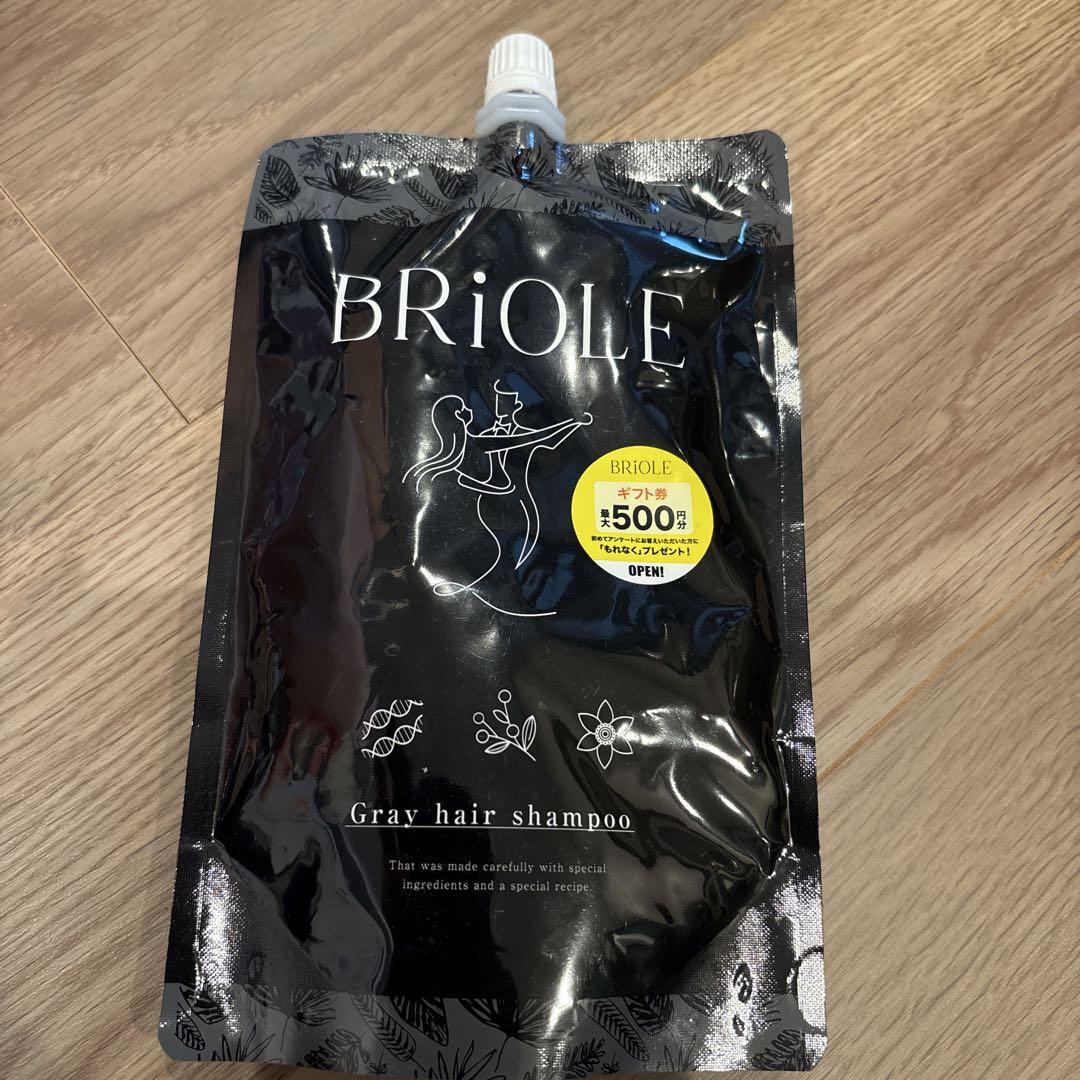 BRiOLE
BRiOLE
ギフト券
最大500円分
初めてアンケートにお答えいただいた方に
「もれなく」プレゼント!
OPEN!
Gray hair shampoo
That was made carefully with special
ingredients and a special recipe.